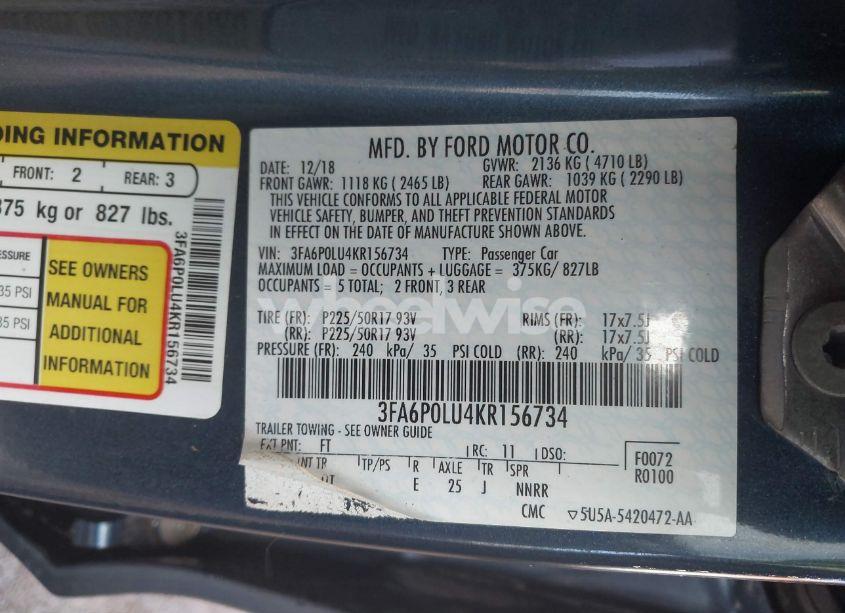 DING INFORMATION
FRONT: 2 REAR: 3
375 kg or 827 lbs.
3FA6P0LU4KR156734
ESSURE
35 PSI
35 PSI
SEE OWNERS
MANUAL FOR
ADDITIONAL
INFORMATION
MFD. BY FORD MOTOR CO.
DATE: 12/18 GVWR: 2136 KG ( 4710 LB)
FRONT GAWR: 1118 KG ( 2465 LB) REAR GAWR: 1039 KG ( 2290 LB)
THIS VEHICLE CONFORMS TO ALL APPLICABLE FEDERAL MOTOR
VEHICLE SAFETY, BUMPER, AND THEFT PREVENTION STANDARDS
IN EFFECT ON THE DATE OF MANUFACTURE SHOWN ABOVE.
VIN: 3FA6P0LU4KR156734 TYPE: Passenger Car
MAXIMUM LOAD = OCCUPANTS + LUGGAGE = 375KG/ 827LB
OCCUPANTS = 5 TOTAL; 2 FRONT, 3 REAR
wheelwise
TIRE (FR): P225/50R17 93V RIMS (FR): 17x7.5J
(RR): P225/50R17 93V (RR): 17x7.5J
PRESSURE (FR): 240 kPa/ 35 PSI COLD (RR): 240 kPa/ 35 PSI COLD
3FA6P0LU4KR156734
TRAILER TOWING - SEE OWNER GUIDE
EXT PNT: FT RC: 11 DSO: F0072
R0100
INT TR TP/PS R AXLE TR SPR
E 25 J NNRR
CMC ▽5U5A-5420472-AA